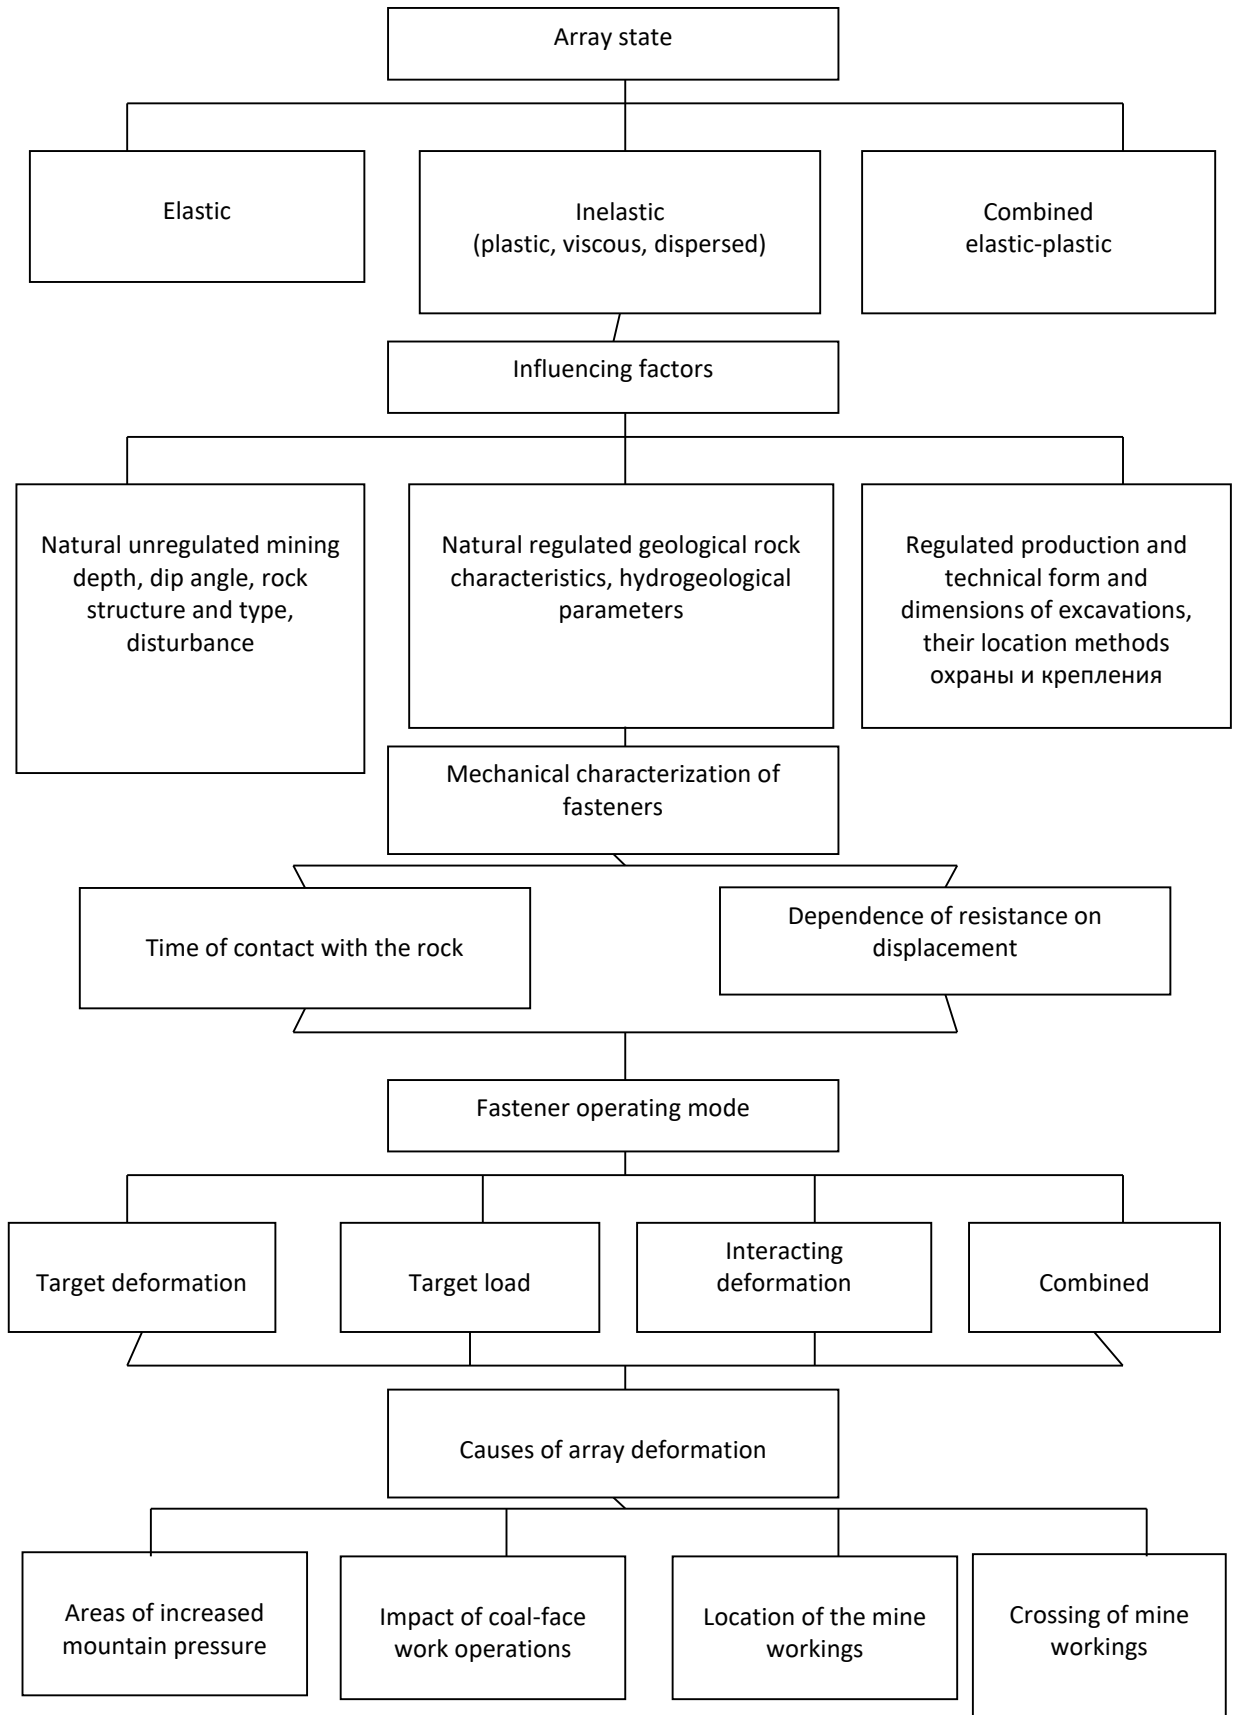 Array state
Elastic
Inelastic
(plastic, viscous, dispersed)
Combined
elastic-plastic
Influencing factors
Natural unregulated mining
depth, dip angle, rock
structure and type,
disturbance
Natural regulated geological rock
characteristics, hydrogeological
parameters
Regulated production and
technical form and
dimensions of excavations,
their location methods
охраны и крепления
Mechanical characterization of
fasteners
Time of contact with the rock
Dependence of resistance on
displacement
Fastener operating mode
Target deformation
Target load
Interacting
deformation
Combined
Causes of array deformation
Areas of increased
mountain pressure
Impact of coal-face
work operations
Location of the mine
workings
Crossing of mine
workings